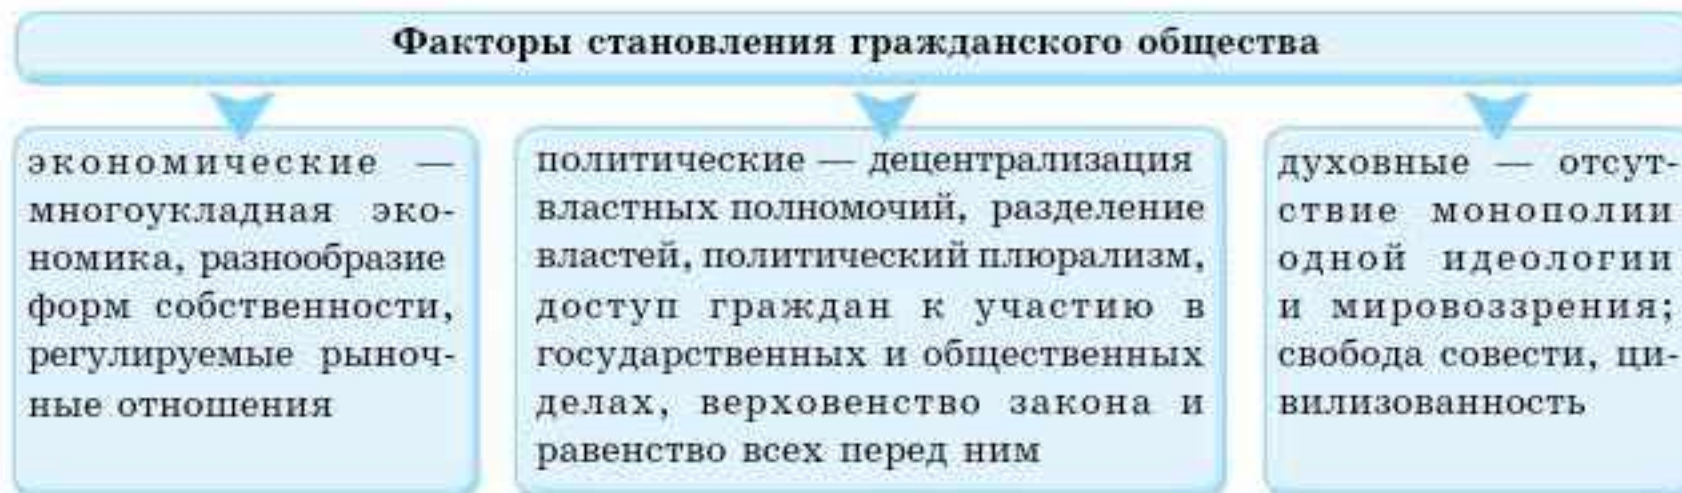 Факторы становления гражданского общества
экономические —
многоукладная эко-
номика, разнообразие
форм собственности,
регулируемые рыноч-
ные отношения
политические — децентрализация
властных полномочий, разделение
властей, политический плюрализм,
доступ граждан к участию в
государственных и общественных
делах, верховенство закона и
равенство всех перед ним
духовные — отсут-
ствие монополии
одной идеологии
и мировоззрения;
свобода совести, ци-
вилизованность